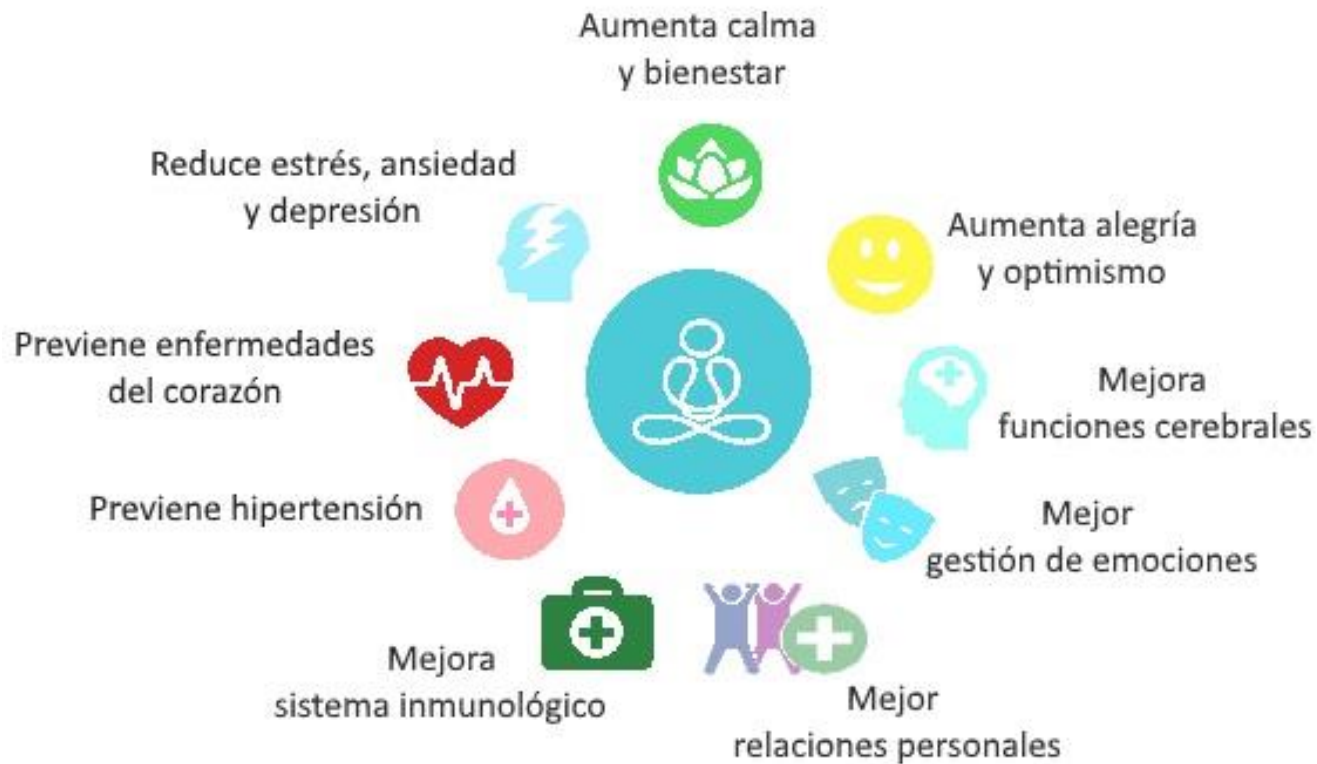 Aumenta calma
y bienestar
Reduce estrés, ansiedad
y depresión
Aumenta alegría
y optimismo
Previene enfermedades
del corazón
Mejora
funciones cerebrales
Previene hipertensión
Mejor
gestión de emociones
Mejora
sistema inmunológico
Mejor
relaciones personales